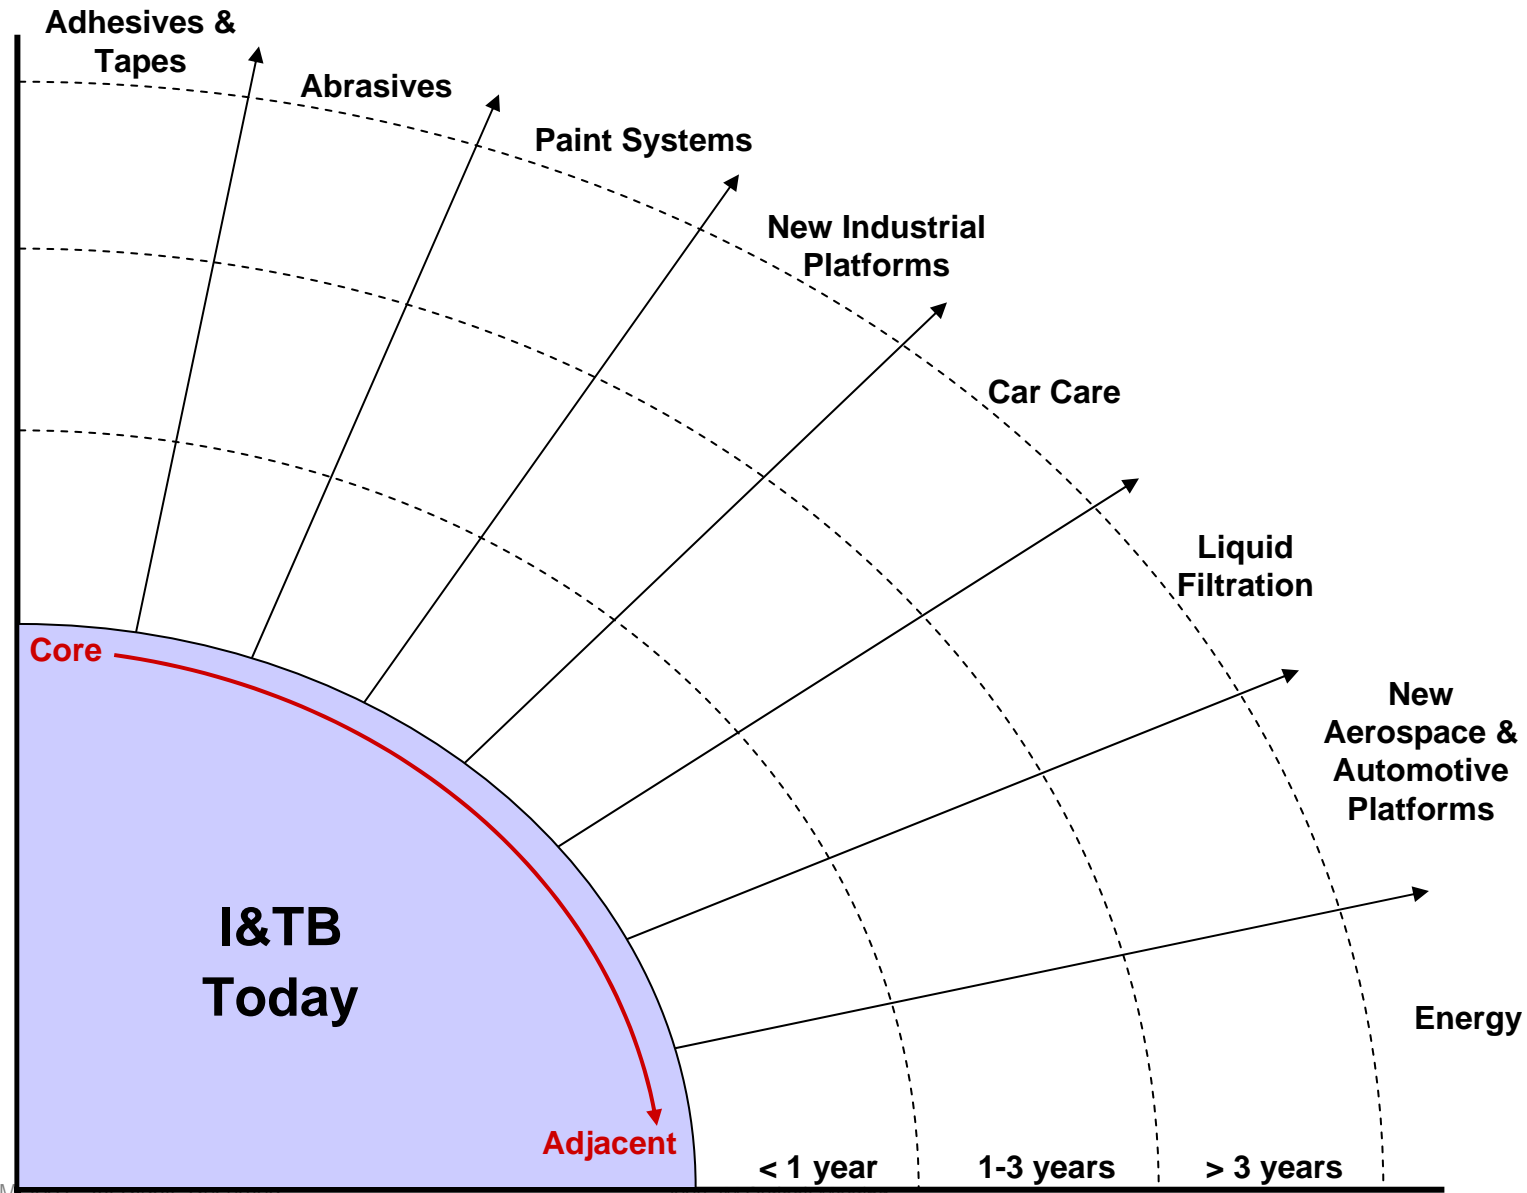 Adhesives &
Tapes
Abrasives
Paint Systems
New Industrial
Platforms
Car Care
Liquid
Filtration
New
Aerospace &
Automotive
Platforms
Energy
Core
I&TB
Today
Adjacent
< 1 year
1-3 years
> 3 years